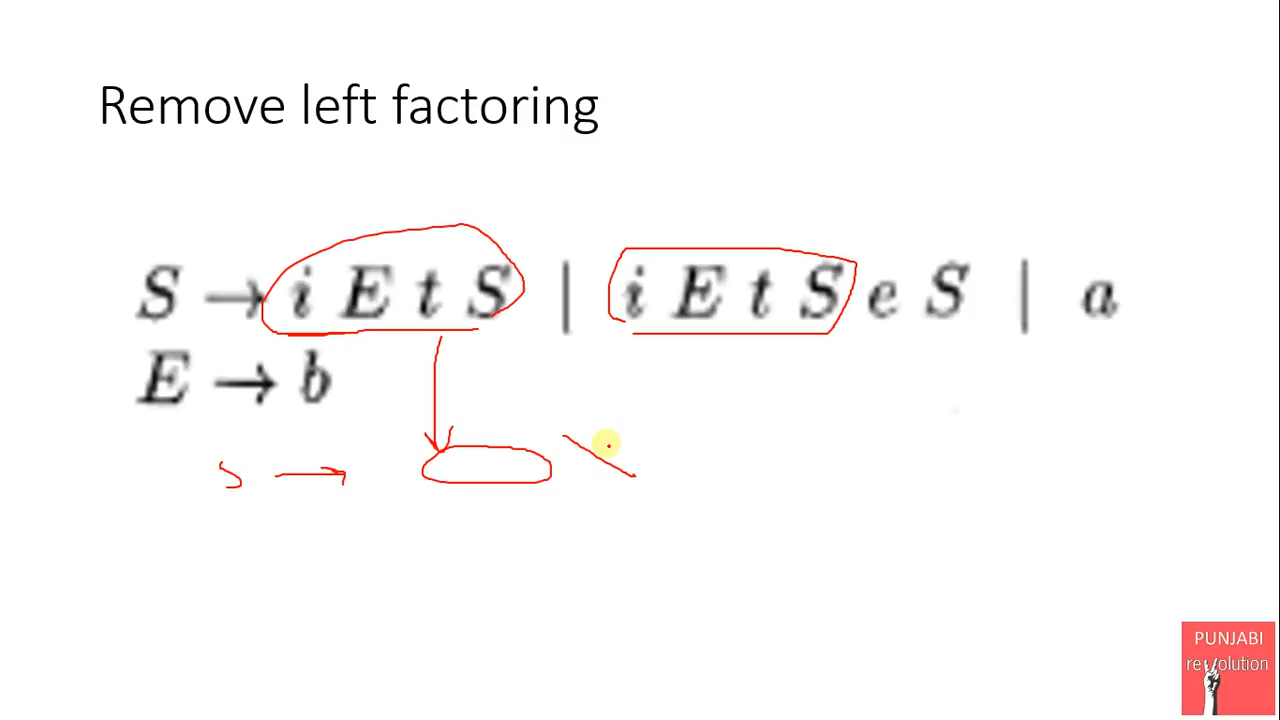 Remove left factoring
S → i E t S | i E t S e S | a
E → b
S →
PUNJABI
revolution